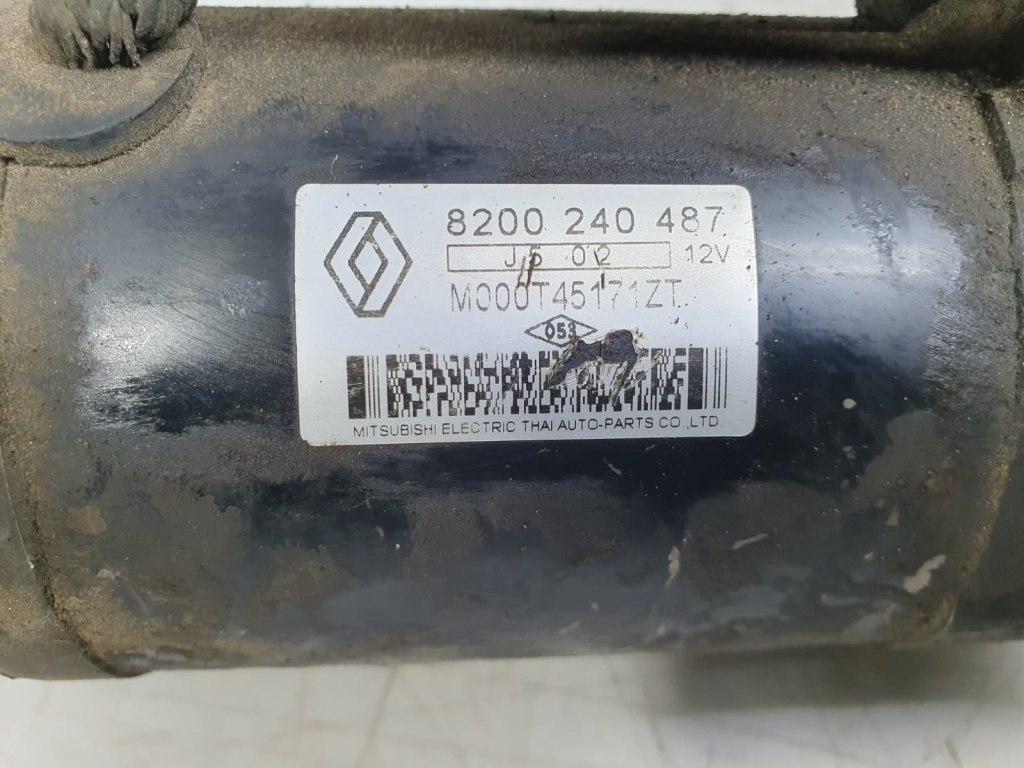 8200 240 487
J5 02 12V
M000T45171ZT
053
MITSUBISHI ELECTRIC THAI AUTO-PARTS CO.,LTD.